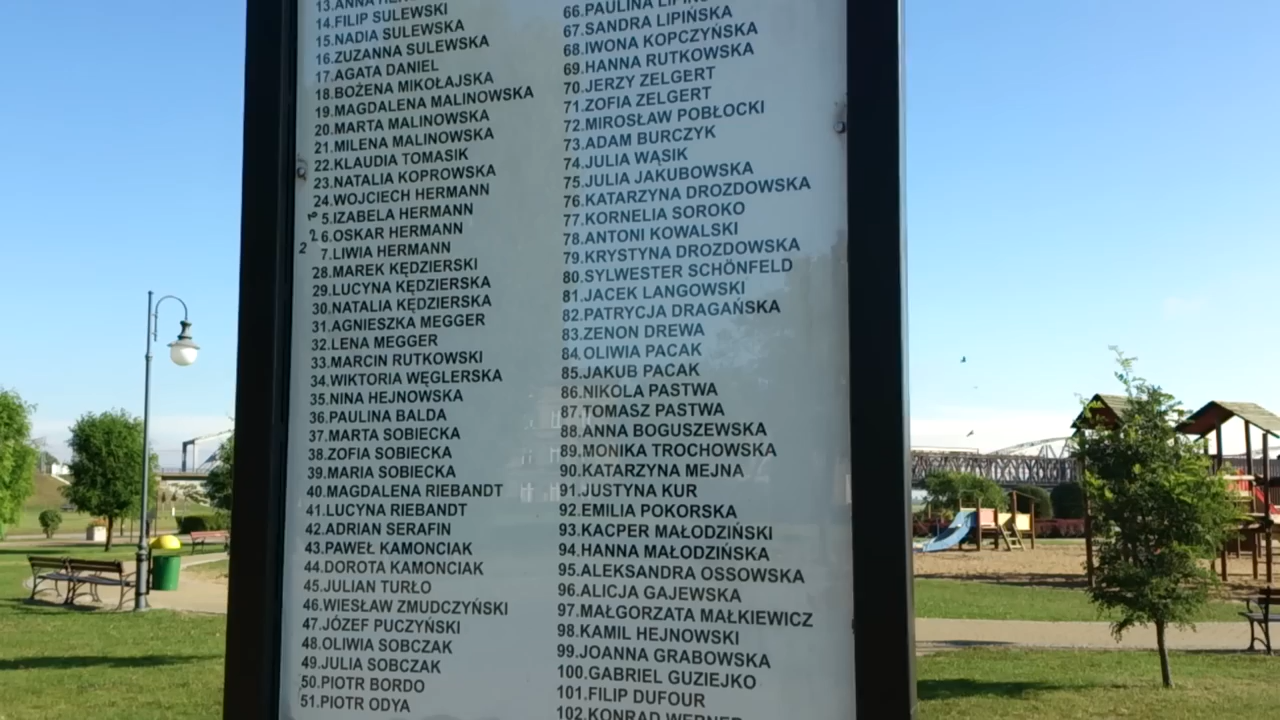 14.FILIP SULEWSKI
15.NADIA SULEWSKA
16.ZUZANNA SULEWSKA
17.AGATA DANIEL
18.BOŻENA MIKOŁAJSKA
19.MAGDALENA MALINOWSKA
20.MARTA MALINOWSKA
21.MILENA MALINOWSKA
22.KLAUDIA TOMASIK
23.NATALIA KOPROWSKA
24.WOJCIECH HERMANN
5.IZABELA HERMANN
2 6.OSKAR HERMANN
2 7.LIWIA HERMANN
28.MAREK KĘDZIERSKI
29.LUCYNA KĘDZIERSKA
30.NATALIA KĘDZIERSKA
31.AGNIESZKA MEGGER
32.LENA MEGGER
33.MARCIN RUTKOWSKI
34.WIKTORIA WĘGLERSKA
35.NINA HEJNOWSKA
36.PAULINA BALDA
37.MARTA SOBIECKA
38.ZOFIA SOBIECKA
39.MARIA SOBIECKA
40.MAGDALENA RIEBANDT
41.LUCYNA RIEBANDT
42.ADRIAN SERAFIN
43.PAWEŁ KAMONCIAK
44.DOROTA KAMONCIAK
45.JULIAN TURŁO
46.WIESŁAW ZMUDCZYŃSKI
47.JÓZEF PUCZYŃSKI
48.OLIWIA SOBCZAK
49.JULIA SOBCZAK
50.PIOTR BORDO
51.PIOTR ODYA
66.PAULINA
67.SANDRA LIPIŃSKA
68.IWONA KOPCZYŃSKA
69.HANNA RUTKOWSKA
70.JERZY ZELGERT
71.ZOFIA ZELGERT
72.MIROSŁAW POBŁOCKI
73.ADAM BURCZYK
74.JULIA WĄSIK
75.JULIA JAKUBOWSKA
76.KATARZYNA DROZDOWSKA
77.KORNELIA SOROKO
78.ANTONI KOWALSKI
79.KRYSTYNA DROZDOWSKA
80.SYLWESTER SCHÖNFELD
81.JACEK LANGOWSKI
82.PATRYCJA DRAGAŃSKA
83.ZENON DREWA
84.OLIWIA PACAK
85.JAKUB PACAK
86.NIKOLA PASTWA
87.TOMASZ PASTWA
88.ANNA BOGUSZEWSKA
89.MONIKA TROCHOWSKA
90.KATARZYNA MEJNA
91.JUSTYNA KUR
92.EMILIA POKORSKA
93.KACPER MAŁODZIŃSKI
94.HANNA MAŁODZIŃSKA
95.ALEKSANDRA OSSOWSKA
96.ALICJA GAJEWSKA
97.MAŁGORZATA MAŁKIEWICZ
98.KAMIL HEJNOWSKI
99.JOANNA GRABOWSKA
100.GABRIEL GUZIEJKO
101.FILIP DUFOUR
102.KONRAD WERNER